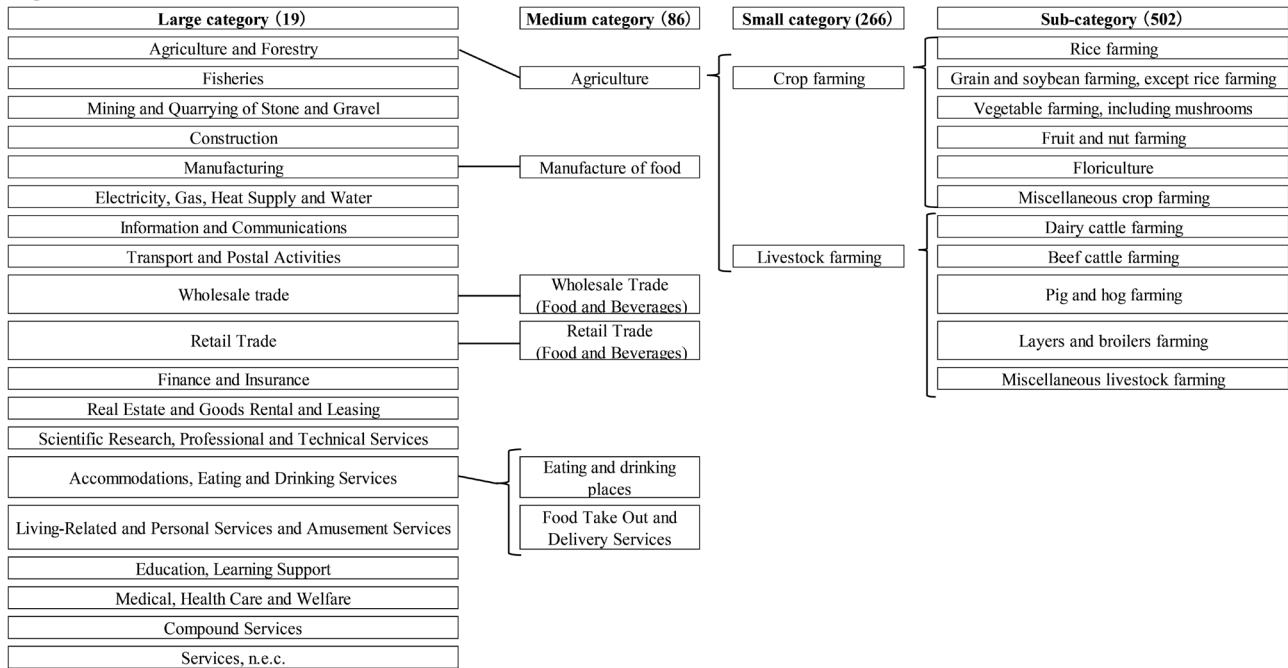 Large category (19)
Medium category (86)
Small category (266)
Sub-category (502)
Agriculture and Forestry
Fisheries
Mining and Quarrying of Stone and Gravel
Construction
Manufacturing
Electricity, Gas, Heat Supply and Water
Information and Communications
Transport and Postal Activities
Wholesale trade
Retail Trade
Finance and Insurance
Real Estate and Goods Rental and Leasing
Scientific Research, Professional and Technical Services
Accommodations, Eating and Drinking Services
Living-Related and Personal Services and Amusement Services
Education, Learning Support
Medical, Health Care and Welfare
Compound Services
Services, n.e.c.
Agriculture
Manufacture of food
Wholesale Trade
(Food and Beverages)
Retail Trade
(Food and Beverages)
Eating and drinking
places
Food Take Out and
Delivery Services
Crop farming
Livestock farming
Rice farming
Grain and soybean farming, except rice farming
Vegetable farming, including mushrooms
Fruit and nut farming
Floriculture
Miscellaneous crop farming
Dairy cattle farming
Beef cattle farming
Pig and hog farming
Layers and broilers farming
Miscellaneous livestock farming